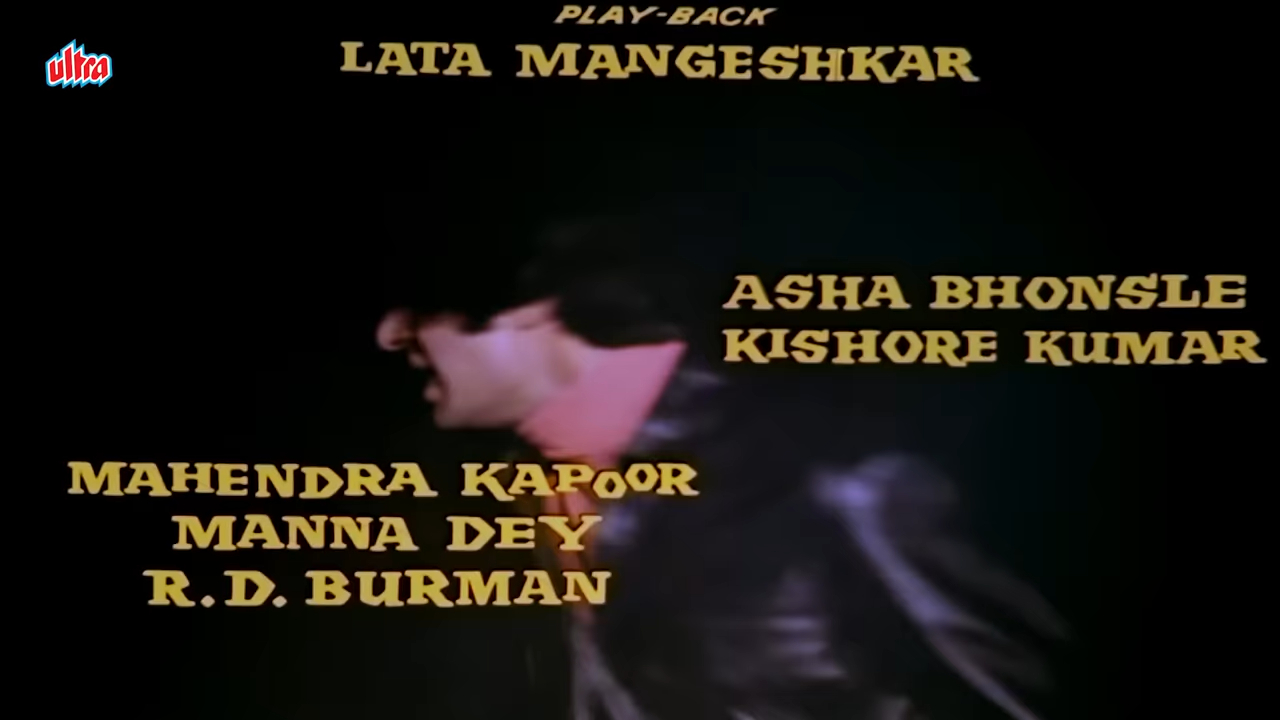 PLAY-BACK
LATA MANGESHKAR
ultra
ASHA BHONSLE
KISHORE KUMAR
MAHENDRA KAPOOR
MANNA DEY
R.D. BURMAN